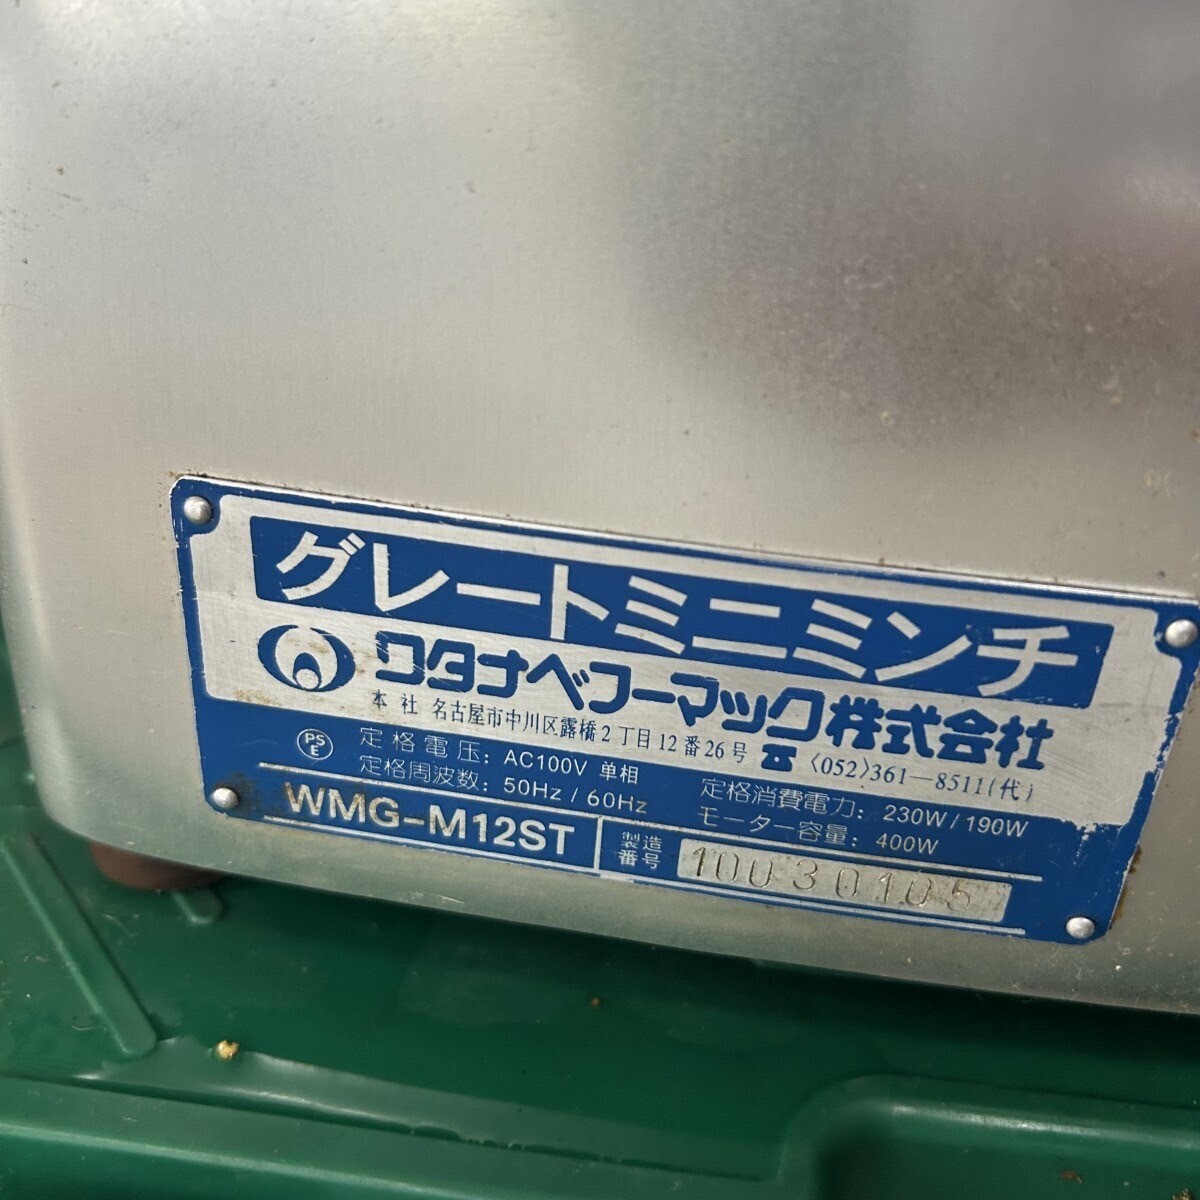 グレートミニミンチ
ワタナベフーマック株式会社
本社 名古屋市中川区露橋2丁目12番26号 ☎ 〈052〉361-8511(代)
PSE
定格電圧: AC100V 単相
定格周波数: 50Hz / 60Hz
定格消費電力: 230W / 190W
モーター容量: 400W
WMG-M12ST
製造番号 10030105